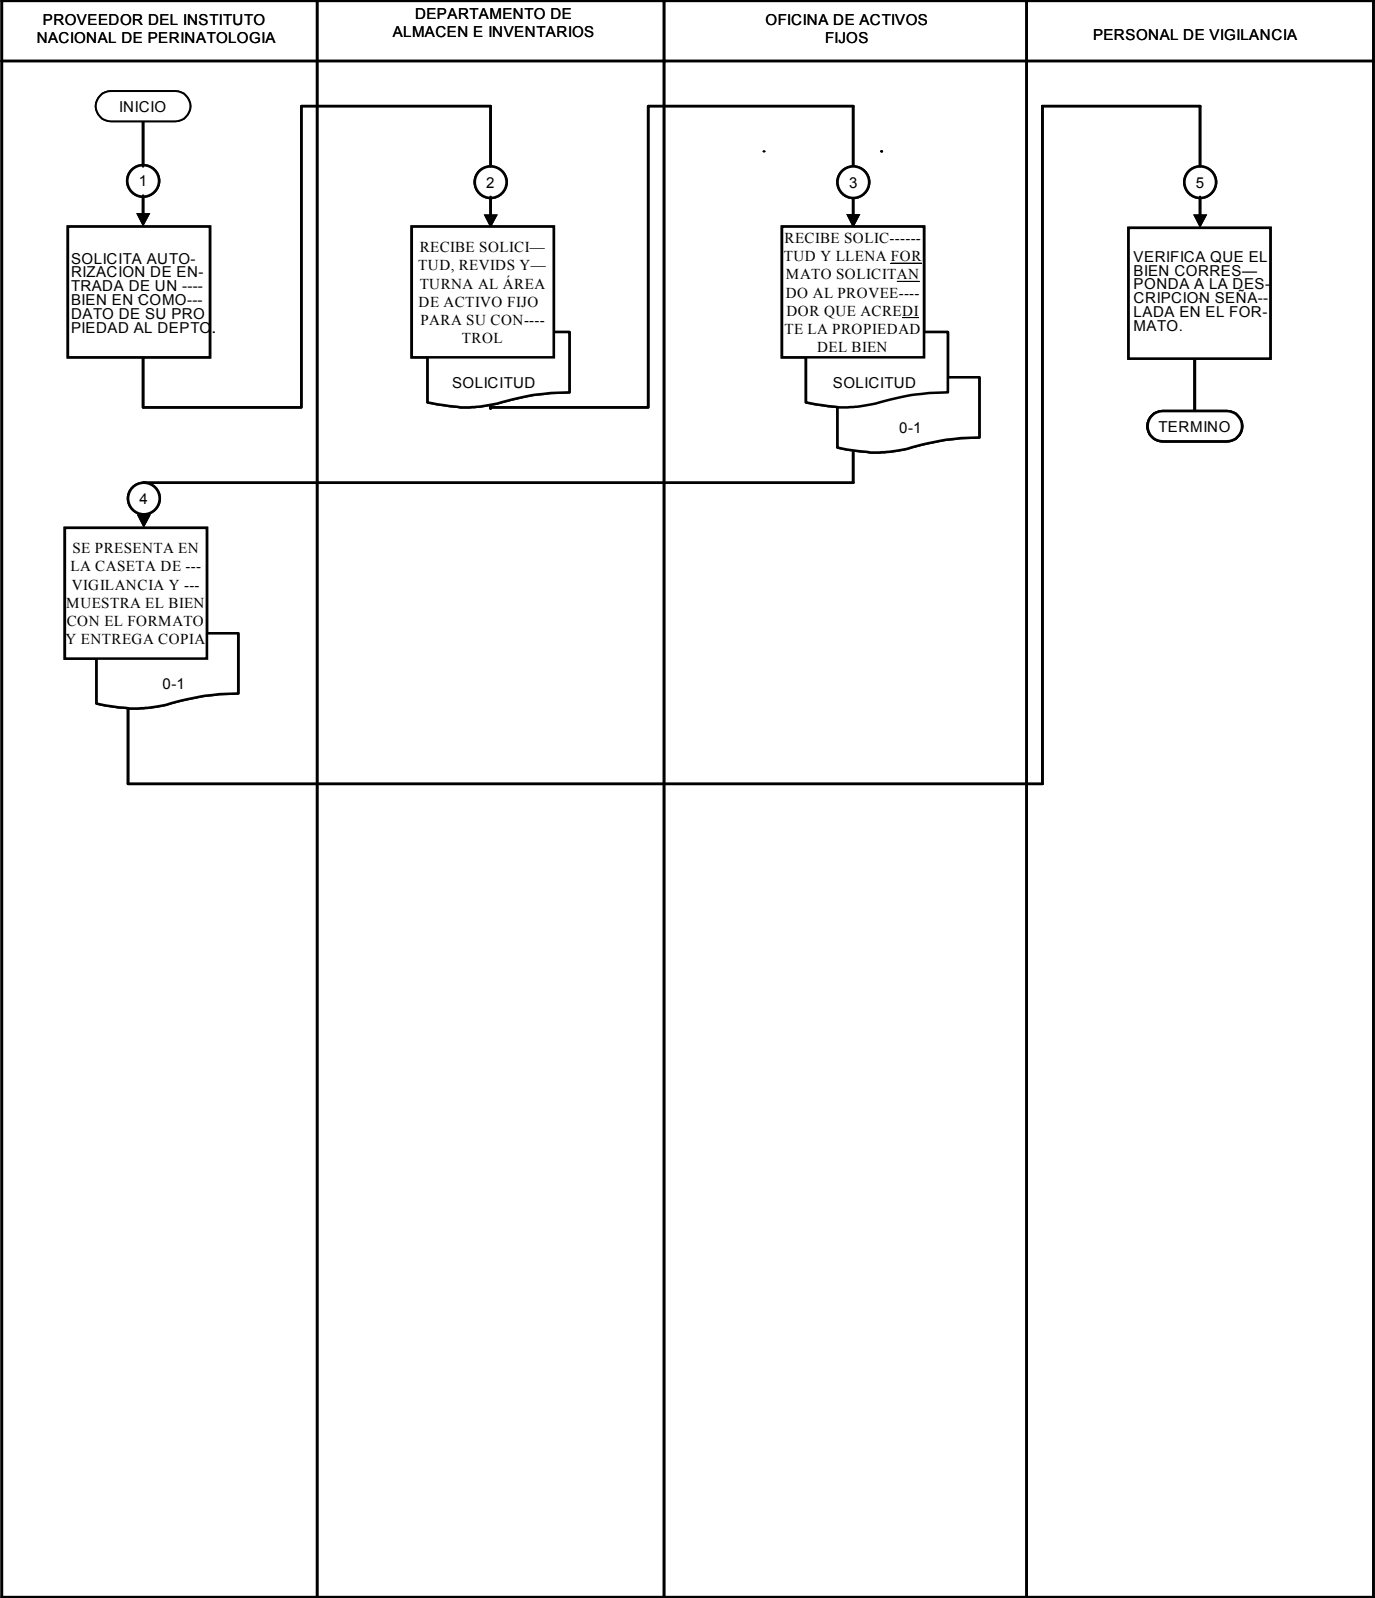 PROVEEDOR DEL INSTITUTO
NACIONAL DE PERINATOLOGIA
DEPARTAMENTO DE
ALMACEN E INVENTARIOS
OFICINA DE ACTIVOS
FIJOS
PERSONAL DE VIGILANCIA
INICIO
1
SOLICITA AUTO-
RIZACION DE EN-
TRADA DE UN ----
BIEN EN COMO---
DATO DE SU PRO
PIEDAD AL DEPTO.
2
RECIBE SOLICI—
TUD, REVIDS Y—
TURNA AL ÁREA
DE ACTIVO FIJO
PARA SU CON----
TROL
SOLICITUD
3
RECIBE SOLIC------
TUD Y LLENA FOR
MATO SOLICITAN
DO AL PROVEE----
DOR QUE ACREDI
TE LA PROPIEDAD
DEL BIEN
SOLICITUD
0-1
4
SE PRESENTA EN
LA CASETA DE ---
VIGILANCIA Y ---
MUESTRA EL BIEN
CON EL FORMATO
Y ENTREGA COPIA
0-1
5
VERIFICA QUE EL
BIEN CORRES—
PONDA A LA DES-
CRIPCION SEÑA--
LADA EN EL FOR-
MATO.
TERMINO